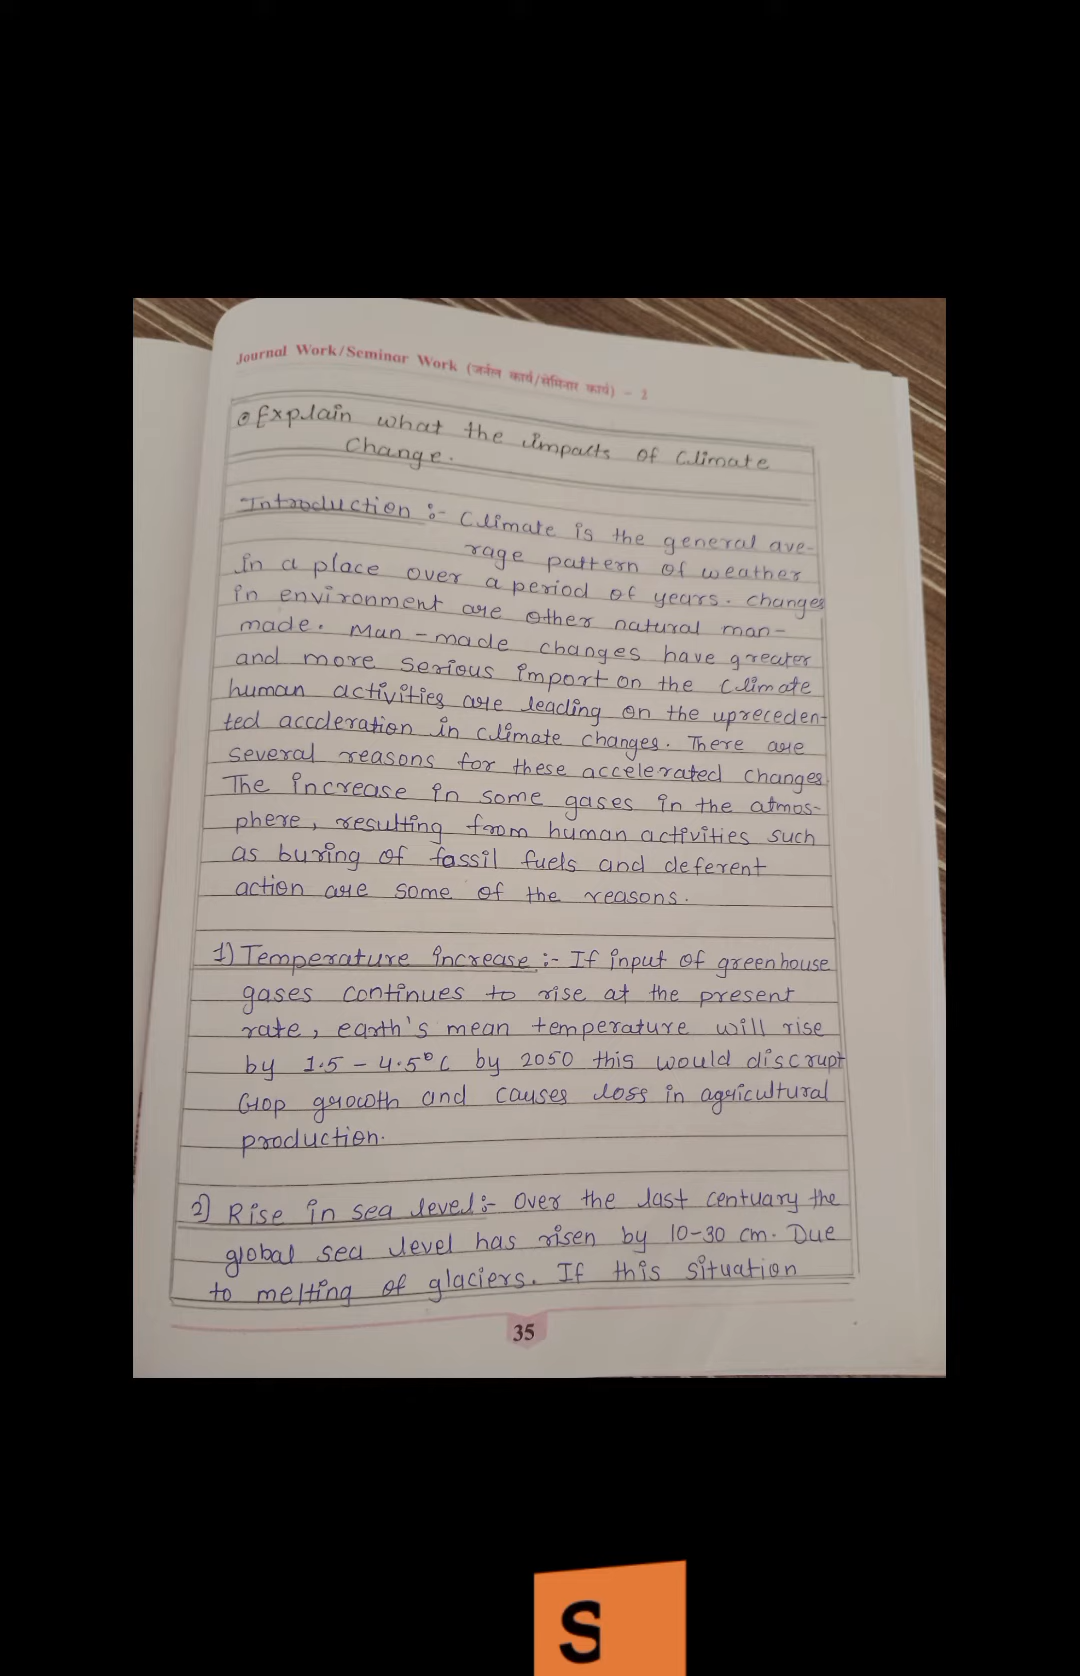 Journal Work/Seminar Work (जर्नल कार्य/सेमिनार कार्य) - 2
Explain what the impacts of Climate
Change.
Introduction :- Climate is the general ave-
rage pattern of weather
in a place over a period of years. changes
in environment are other natural man-
made. Man-made changes have greater
and more serious import on the climate
human activities are leading on the upreceden-
ted accderation in climate changes. There are
several reasons for these accelerated changes.
The increase in some gases in the atmos-
phere, resulting from human activities such
as buring of fassil fuels and deferent
action are some of the reasons.
1) Temperature increase :- If input of greenhouse
gases continues to rise at the present
rate, earth's mean temperature will rise
by 1.5 - 4.5°C by 2050 this would discrupt
Crop growth and causes loss in agricultural
production.
2) Rise in sea level :- Over the last centuary the
global sea level has risen by 10-30 cm. Due
to melting of glaciers. If this situation
35
S